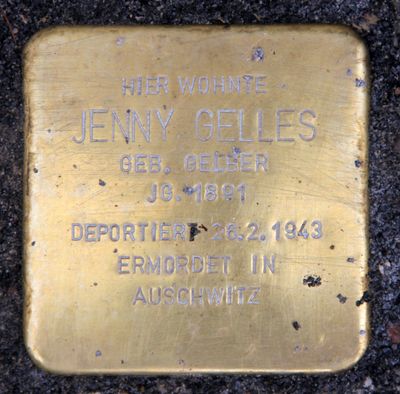 HIER WOHNTE
JENNY GELLES
GEB. GELBER
JG. 1891
DEPORTIERT 26.2.1943
ERMORDET IN
AUSCHWITZ